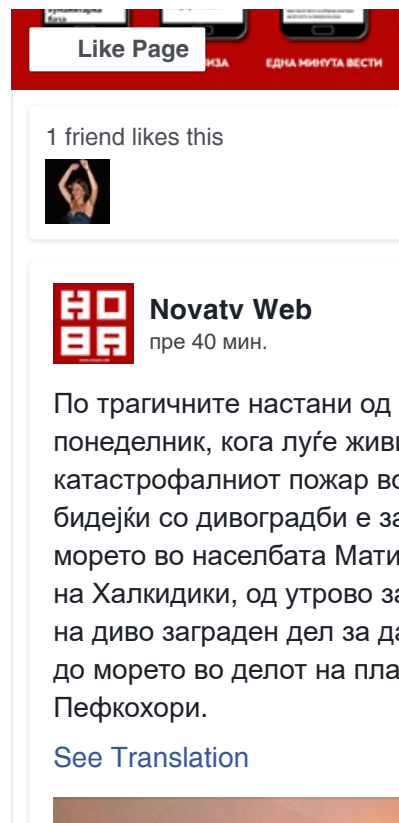 Like Page
ЕДНА МИНУТА ВЕСТИ
1 friend likes this
Novatv Web
пре 40 мин.
По трагичните настани од
понеделник, кога луѓе живи
катастрофалниот пожар во
бидејќи со дивоградби е за
морето во населбата Мати
на Халкидики, од утрово за
на диво заграден дел за да
до морето во делот на пла
Пефкохори.
See Translation